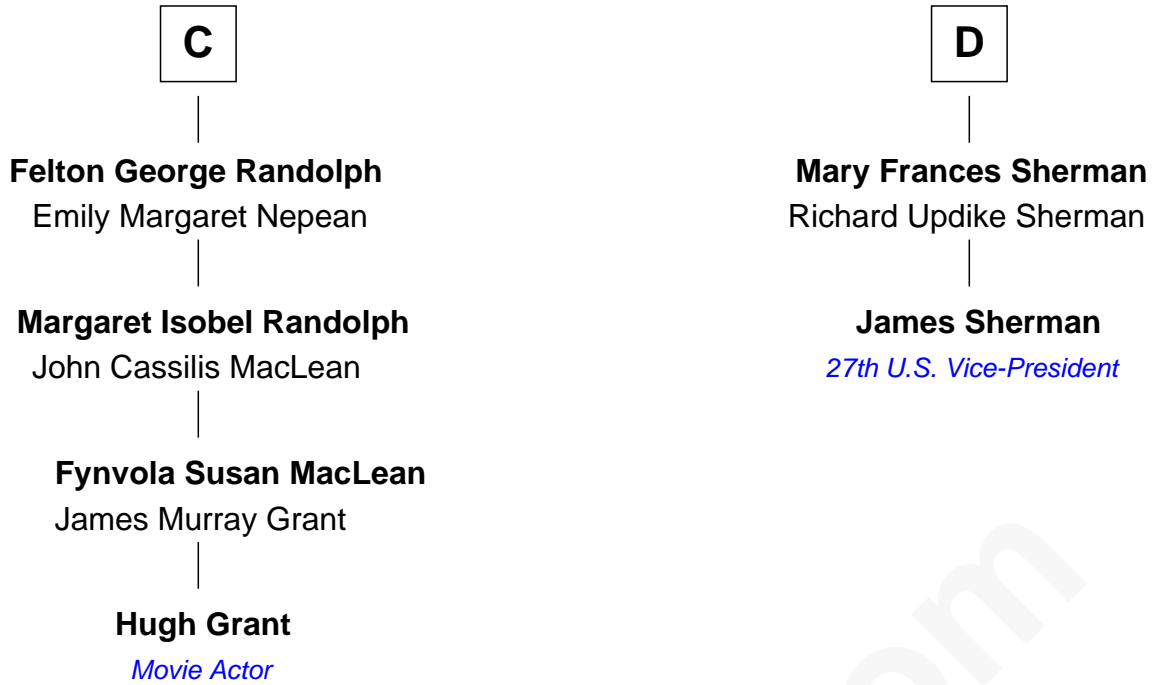 C
Felton George Randolph
Emily Margaret Nepean
Margaret Isobel Randolph
John Cassilis MacLean
Fynvola Susan MacLean
James Murray Grant
Hugh Grant
Movie Actor
D
Mary Frances Sherman
Richard Updike Sherman
James Sherman
27th U.S. Vice-President
om